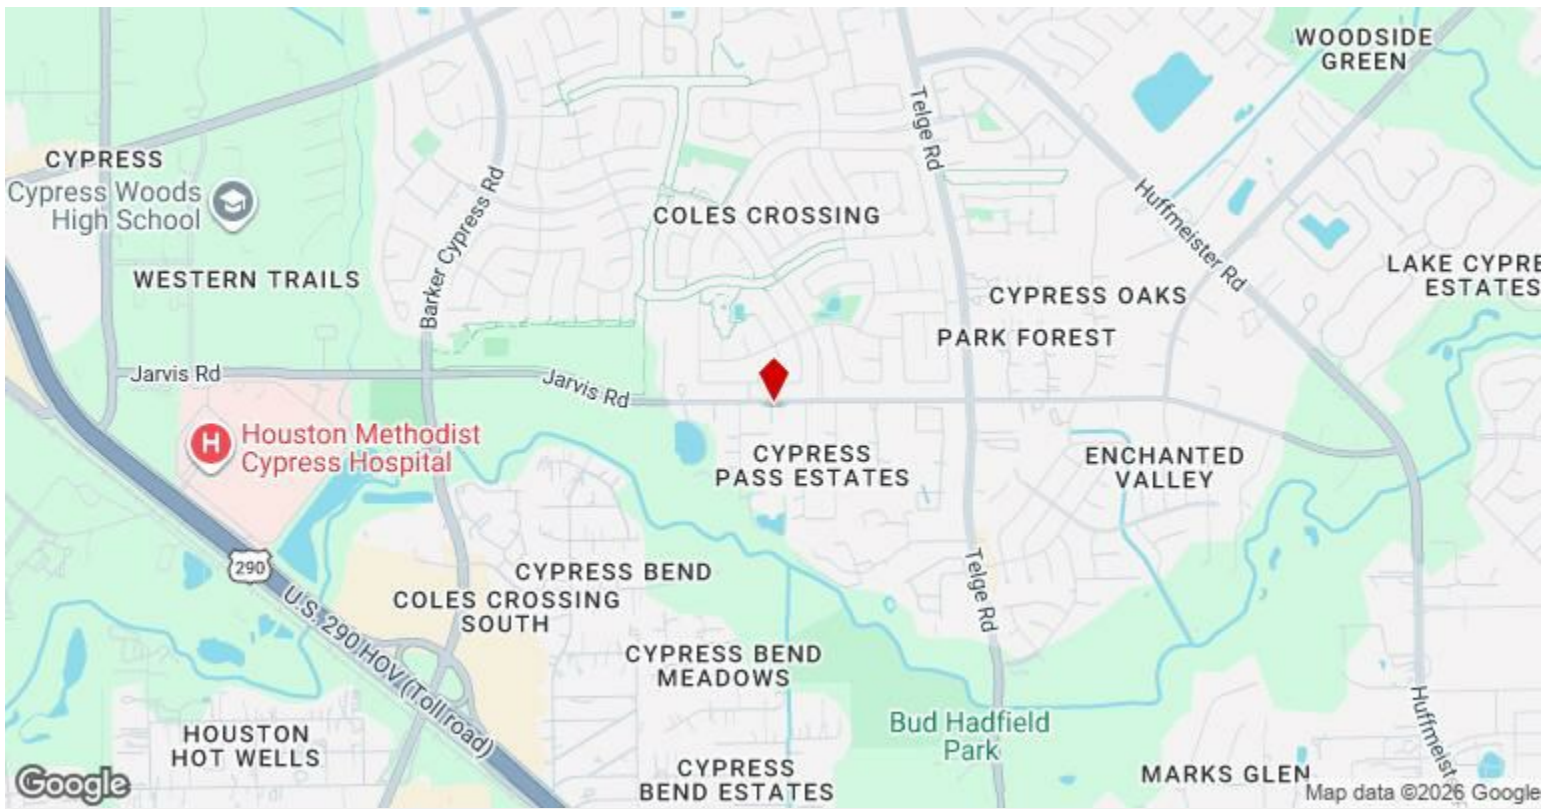 WOODSIDE
GREEN
Telge Rd
CYPRESS
Cypress Woods
High School
Barker Cypress Rd
COLES CROSSING
Huffmeister Rd
WESTERN TRAILS
LAKE CYPRE
ESTATES
CYPRESS OAKS
PARK FOREST
Jarvis Rd
Jarvis Rd
H
Houston Methodist
Cypress Hospital
CYPRESS
PASS ESTATES
ENCHANTED
VALLEY
290
U.S. 290 HOV (Toll road)
CYPRESS BEND
COLES CROSSING
SOUTH
Telge Rd
CYPRESS BEND
MEADOWS
Bud Hadfield
Park
Huffmeist
HOUSTON
HOT WELLS
CYPRESS
BEND ESTATES
MARKS GLEN
Google
Map data ©2026 Google